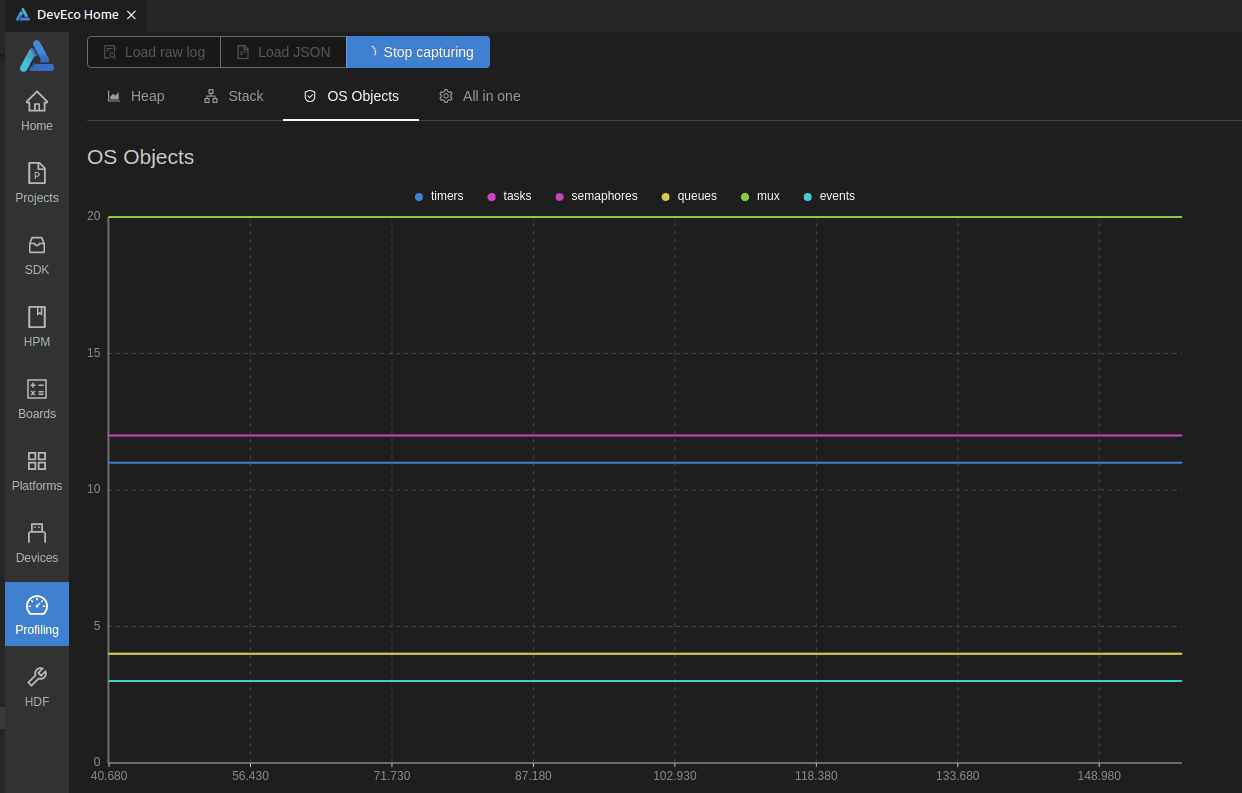 DevEco Home
Load raw log Load JSON Stop capturing
Heap Stack OS Objects All in one
Home
Projects
SDK
HPM
Boards
Platforms
Devices
Profiling
HDF
OS Objects
timers tasks semaphores queues mux events
20
15
10
5
0
40.680 56.430 71.730 87.180 102.930 118.380 133.680 148.980